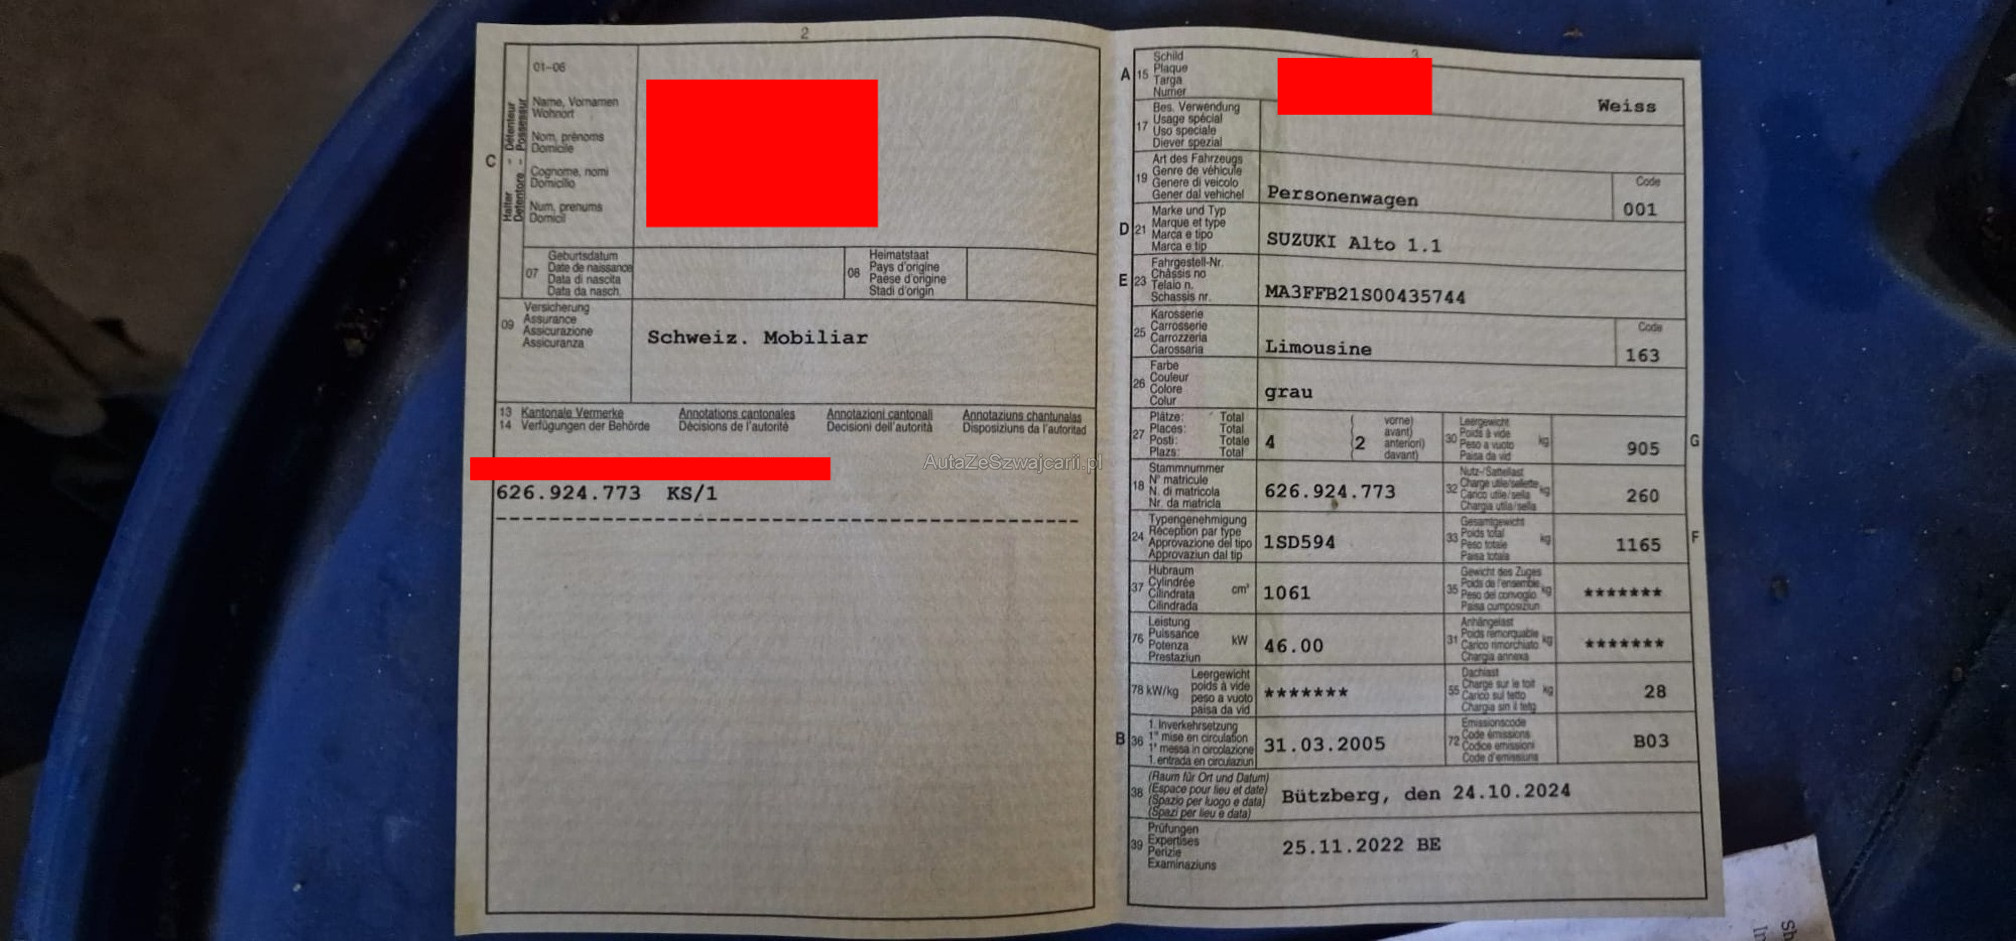 2
01-06
Halter - Détenteur
Detentore - Possessur
C
Name, Vornamen
Wohnort
Nom, prénoms
Domicile
Cognome, nomi
Domicilio
Num, prenums
Domicil
07
Geburtsdatum
Date de naissance
Data di nascita
Data da nasch.
08
Heimatstaat
Pays d'origine
Paese d'origine
Stadi d'origin
09
Versicherung
Assurance
Assicurazione
Assicuranza
Schweiz. Mobiliar
13 Kantonale Vermerke Annotations cantonales Annotazioni cantonali Annotaziuns chantunalas
14 Verfügungen der Behörde Décisions de l'autorité Decisioni dell'autorità Disposiziuns da l'autoritad
626.924.773 KS/1
AutaZeSzwajcarii.pl
3
A 15
Schild
Plaque
Targa
Numer
Weiss
17
Bes. Verwendung
Usage spécial
Uso speciale
Diever spezial
19
Art des Fahrzeugs
Genre de véhicule
Genere di veicolo
Gener dal vehichel
Personenwagen
Code
001
D 21
Marke und Typ
Marque et type
Marca e tipo
Marca e tip
SUZUKI Alto 1.1
E 23
Fahrgestell-Nr.
Châssis no
Telaio n.
Schassis nr.
MA3FFB21S00435744
25
Karosserie
Carrosserie
Carrozzeria
Carossaria
Limousine
Code
163
26
Farbe
Couleur
Colore
Colur
grau
27
Plätze: Total
Places: Total
Posti: Totale
Plazs: Total
4
( 2
vorne)
avant)
anteriori)
davant)
30
Leergewicht
Poids à vide
Peso a vuoto
Paisa da vid
kg
905
G
18
Stammnummer
N° matricule
N. di matricola
Nr. da matricla
626.924.773
32
Nutz-/Sattellast
Charge utile/sellette
Carico utile/sella
Chargia utila/sella
kg
260
24
Typengenehmigung
Réception par type
Approvazione del tipo
Approvaziun dal tip
1SD594
33
Gesamtgewicht
Poids total
Peso totale
Paisa totala
kg
1165
F
37
Hubraum
Cylindrée
Cilindrata
Cilindrada
cm³
1061
35
Gewicht des Zuges
Poids de l'ensemble
Peso del convoglio
Paisa cumposiziun
kg
*******
76
Leistung
Puissance
Potenza
Prestaziun
kW
46.00
31
Anhängelast
Poids remorquable
Carico rimorchiato
Chargia annexa
kg
*******
78 kW/kg
Leergewicht
poids à vide
peso a vuoto
paisa da vid
*******
55
Dachlast
Charge sur le toit
Carico sul tetto
Chargia sin il tetg
kg
28
B 36
1. Inverkehrsetzung
1re mise en circulation
1a messa in circolazione
1. entrada en circulaziun
31.03.2005
72
Emissionscode
Code émissions
Codice emissioni
Code d'emissiuns
B03
38
(Raum für Ort und Datum)
(Espace pour lieu et date)
(Spazio per luogo e data)
(Spazi per lieu e data)
Bützberg, den 24.10.2024
39
Prüfungen
Expertises
Perizie
Examinaziuns
25.11.2022 BE